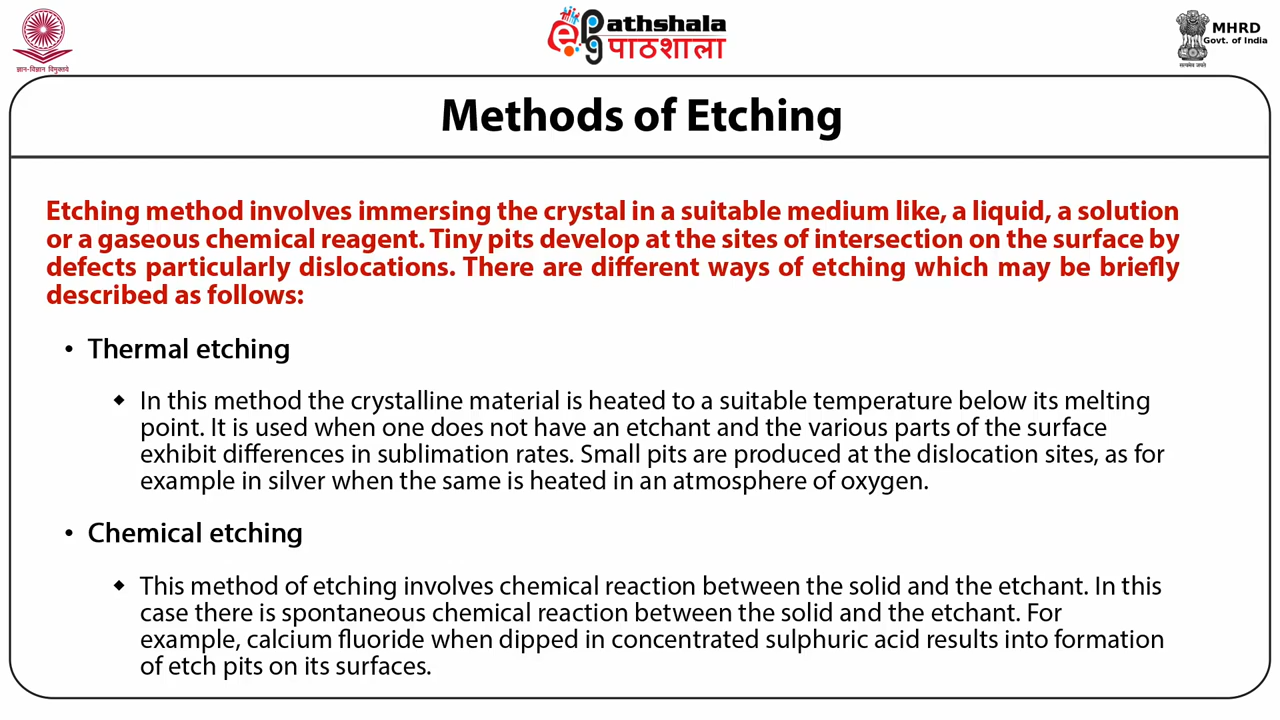 ज्ञान-विज्ञान विमुक्तये
ePG Pathshala
पाठशाला
सत्यमेव जयते
MHRD
Govt. of India
Methods of Etching
Etching method involves immersing the crystal in a suitable medium like, a liquid, a solution
or a gaseous chemical reagent. Tiny pits develop at the sites of intersection on the surface by
defects particularly dislocations. There are different ways of etching which may be briefly
described as follows:
• Thermal etching
◆ In this method the crystalline material is heated to a suitable temperature below its melting
point. It is used when one does not have an etchant and the various parts of the surface
exhibit differences in sublimation rates. Small pits are produced at the dislocation sites, as for
example in silver when the same is heated in an atmosphere of oxygen.
• Chemical etching
◆ This method of etching involves chemical reaction between the solid and the etchant. In this
case there is spontaneous chemical reaction between the solid and the etchant. For
example, calcium fluoride when dipped in concentrated sulphuric acid results into formation
of etch pits on its surfaces.